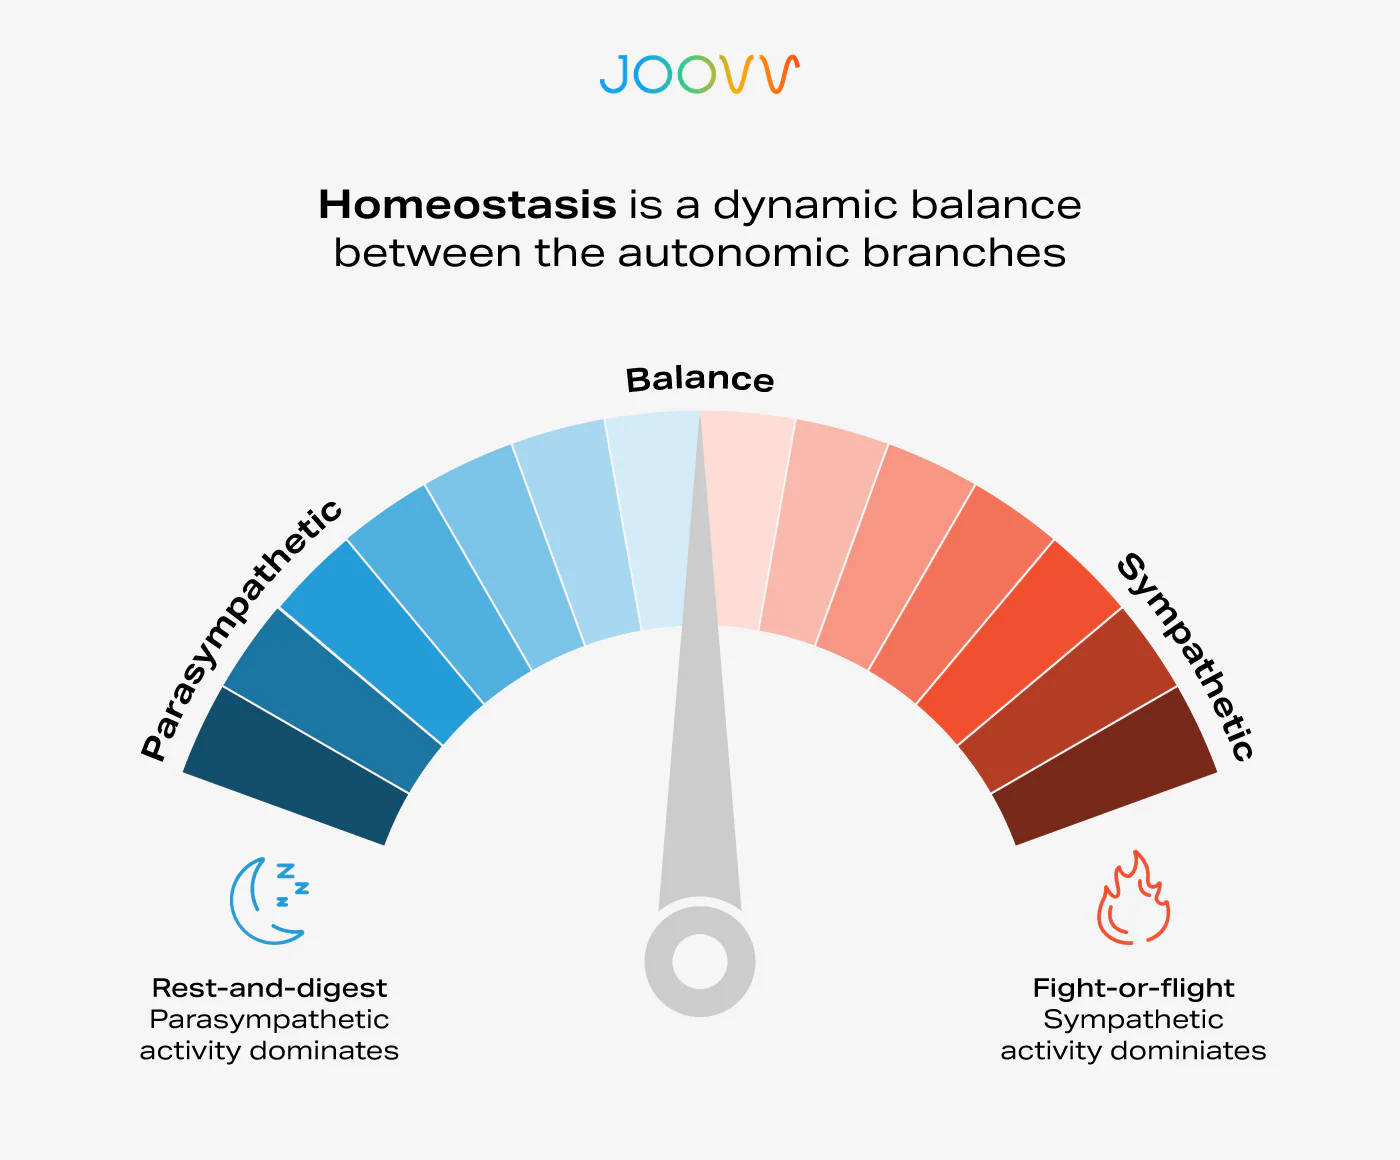 JOOVV
Homeostasis is a dynamic balance
between the autonomic branches
Balance
Parasympathetic
Sympathetic
z
z
z
Rest-and-digest
Parasympathetic
activity dominates
Fight-or-flight
Sympathetic
activity dominiates